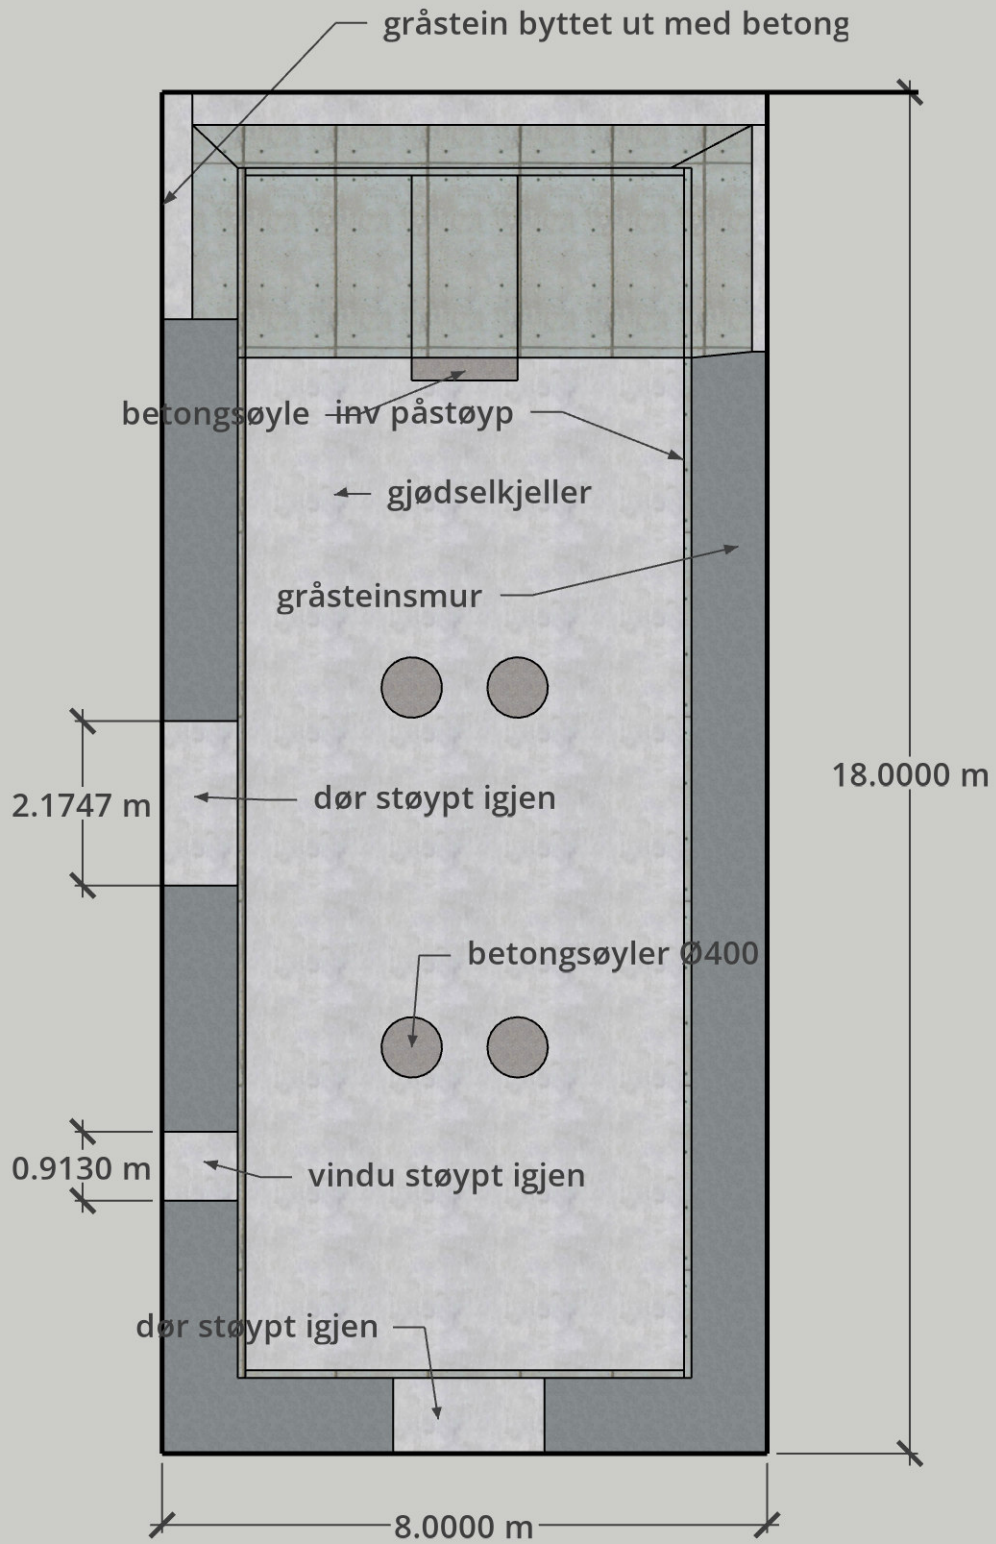 gråstein byttet ut med betong
betongsøyle
inv påstøyp
gjødselkjeller
gråsteinsmur
18.0000 m
2.1747 m
dør støypt igjen
betongsøyler Ø400
0.9130 m
vindu støypt igjen
dør støypt igjen
8.0000 m